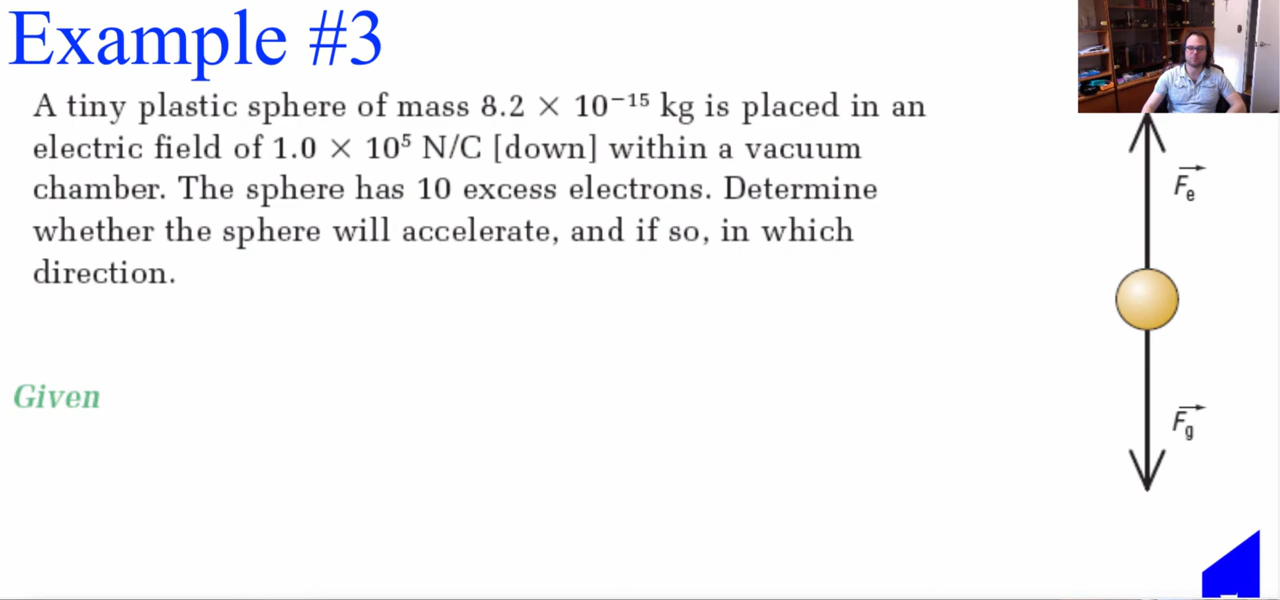 Example #3
A tiny plastic sphere of mass 8.2 × 10⁻¹⁵ kg is placed in an
electric field of 1.0 × 10⁵ N/C [down] within a vacuum
chamber. The sphere has 10 excess electrons. Determine
whether the sphere will accelerate, and if so, in which
direction.
Given
F⃗e
F⃗g